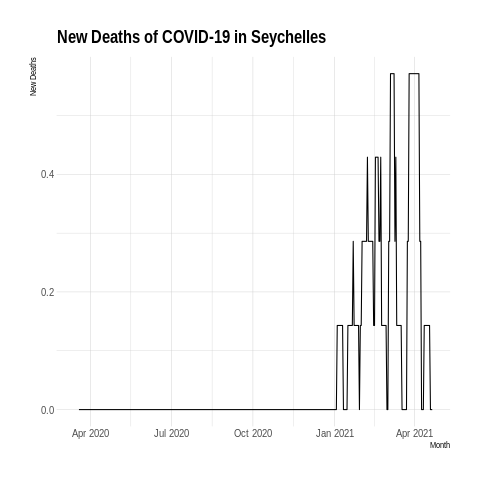 New Deaths of COVID-19 in Seychelles
New Deaths
0.4
0.2
0.0
Apr 2020
Jul 2020
Oct 2020
Jan 2021
Apr 2021
Month